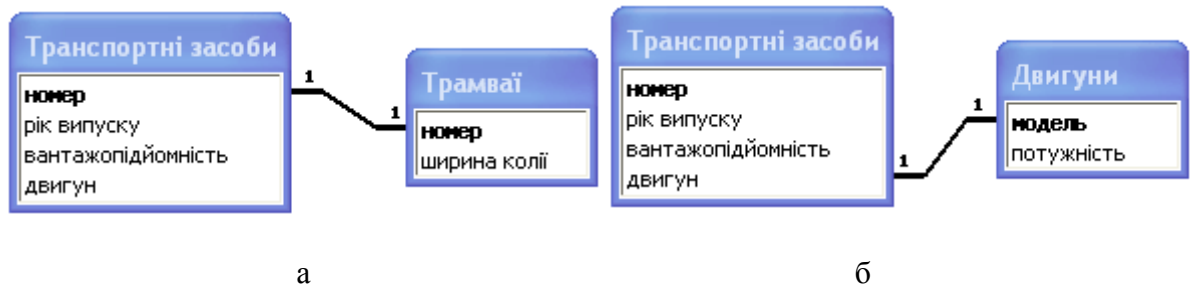 Транспортні засоби
номер
рік випуску
вантажопідйомність
двигун
1
1
Трамваї
номер
ширина колії
Транспортні засоби
номер
рік випуску
вантажопідйомність
двигун
1
1
Двигуни
модель
потужність
а
б